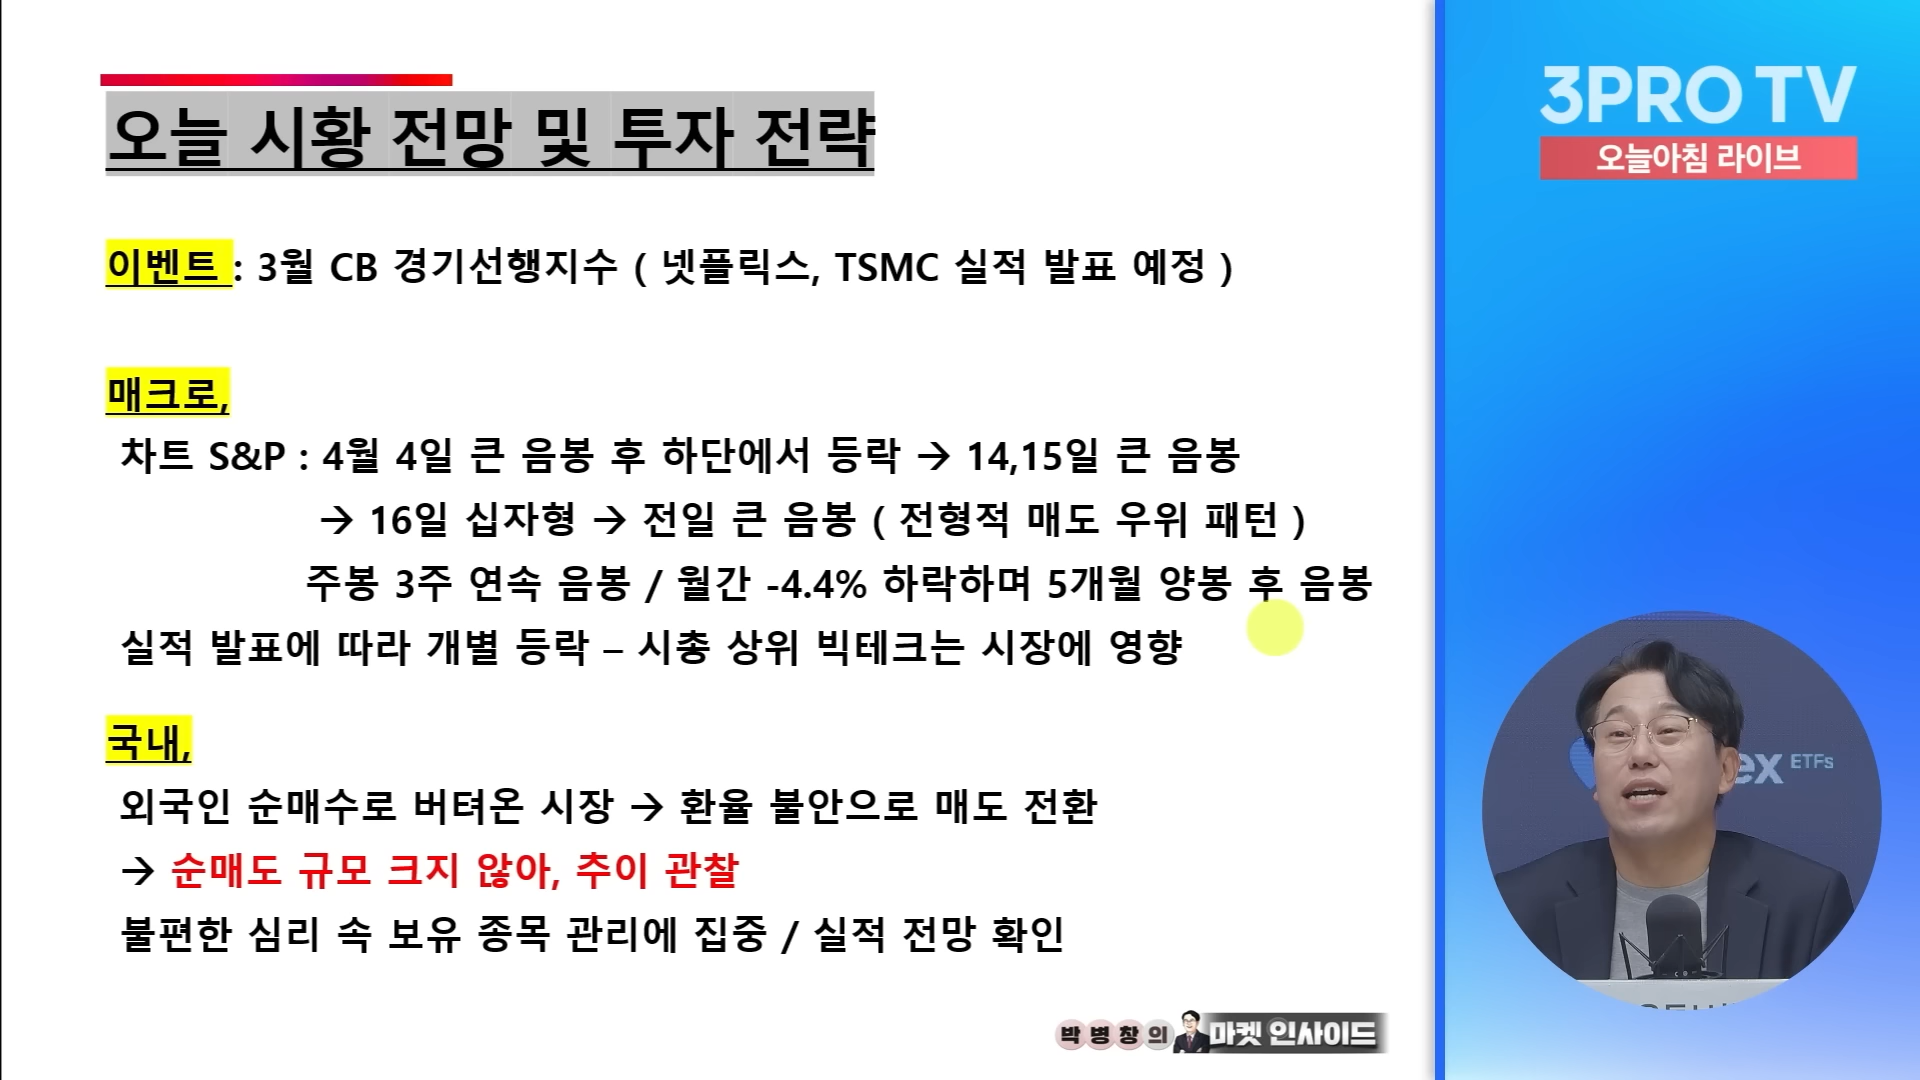 오늘 시황 전망 및 투자 전략
이벤트 : 3월 CB 경기선행지수 ( 넷플릭스, TSMC 실적 발표 예정 )
매크로,
차트 S&P : 4월 4일 큰 음봉 후 하단에서 등락 → 14,15일 큰 음봉
→ 16일 십자형 → 전일 큰 음봉 ( 전형적 매도 우위 패턴 )
주봉 3주 연속 음봉 / 월간 -4.4% 하락하며 5개월 양봉 후 음봉
실적 발표에 따라 개별 등락 – 시총 상위 빅테크는 시장에 영향
국내,
외국인 순매수로 버텨온 시장 → 환율 불안으로 매도 전환
→ 순매도 규모 크지 않아, 추이 관찰
불편한 심리 속 보유 종목 관리에 집중 / 실적 전망 확인
박병창의 마켓 인사이드
3PRO TV
오늘아침 라이브
ex ETFs